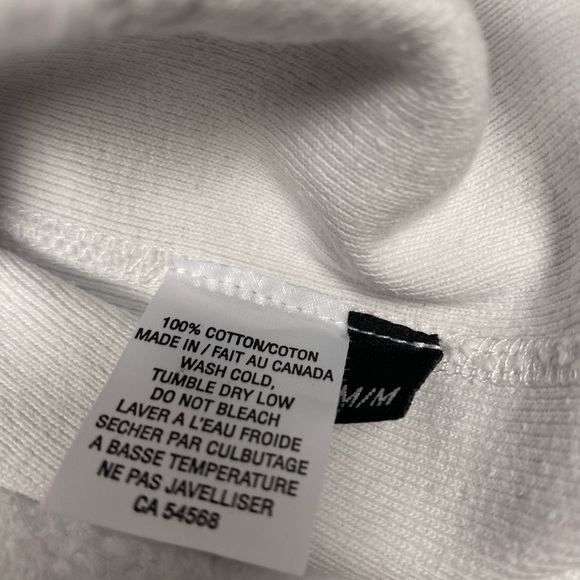 100% COTTON/COTON
MADE IN / FAIT AU CANADA
WASH COLD,
TUMBLE DRY LOW
DO NOT BLEACH
LAVER A L'EAU FROIDE
SECHER PAR CULBUTAGE
A BASSE TEMPERATURE
NE PAS JAVELLISER
CA 54568
M/M